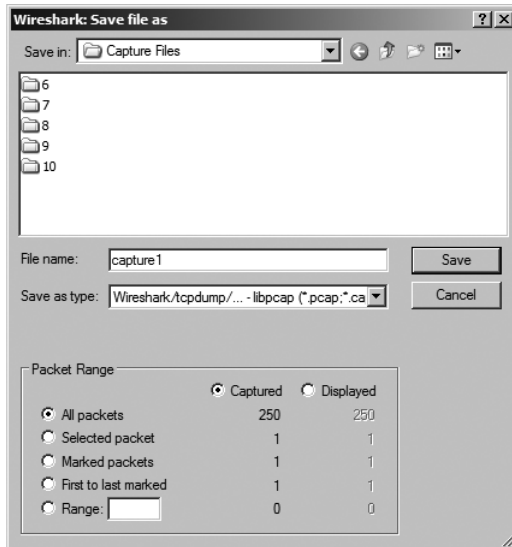 Wireshark: Save file as
Save in: Capture Files
6
7
8
9
10
File name: capture1 Save
Save as type: Wireshark/tcpdump/... - libpcap (*.pcap;*.ca Cancel
Packet Range
Captured Displayed
All packets 250 250
Selected packet 1 1
Marked packets 1 1
First to last marked 1 1
Range: 0 0